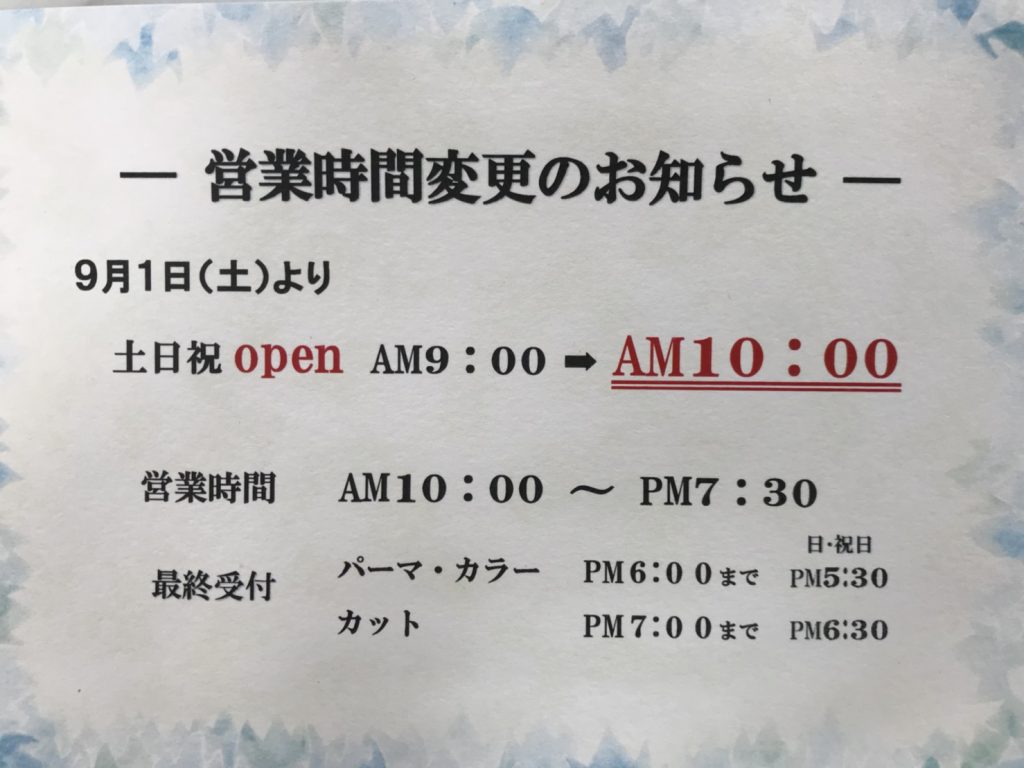 ― 営業時間変更のお知らせ ―
9月1日(土)より
土日祝 open AM9：00 ➡ AM10：00
営業時間 AM10：00 ～ PM7：30
日・祝日
最終受付 パーマ・カラー PM6:00まで PM5:30
カット PM7:00まで PM6:30